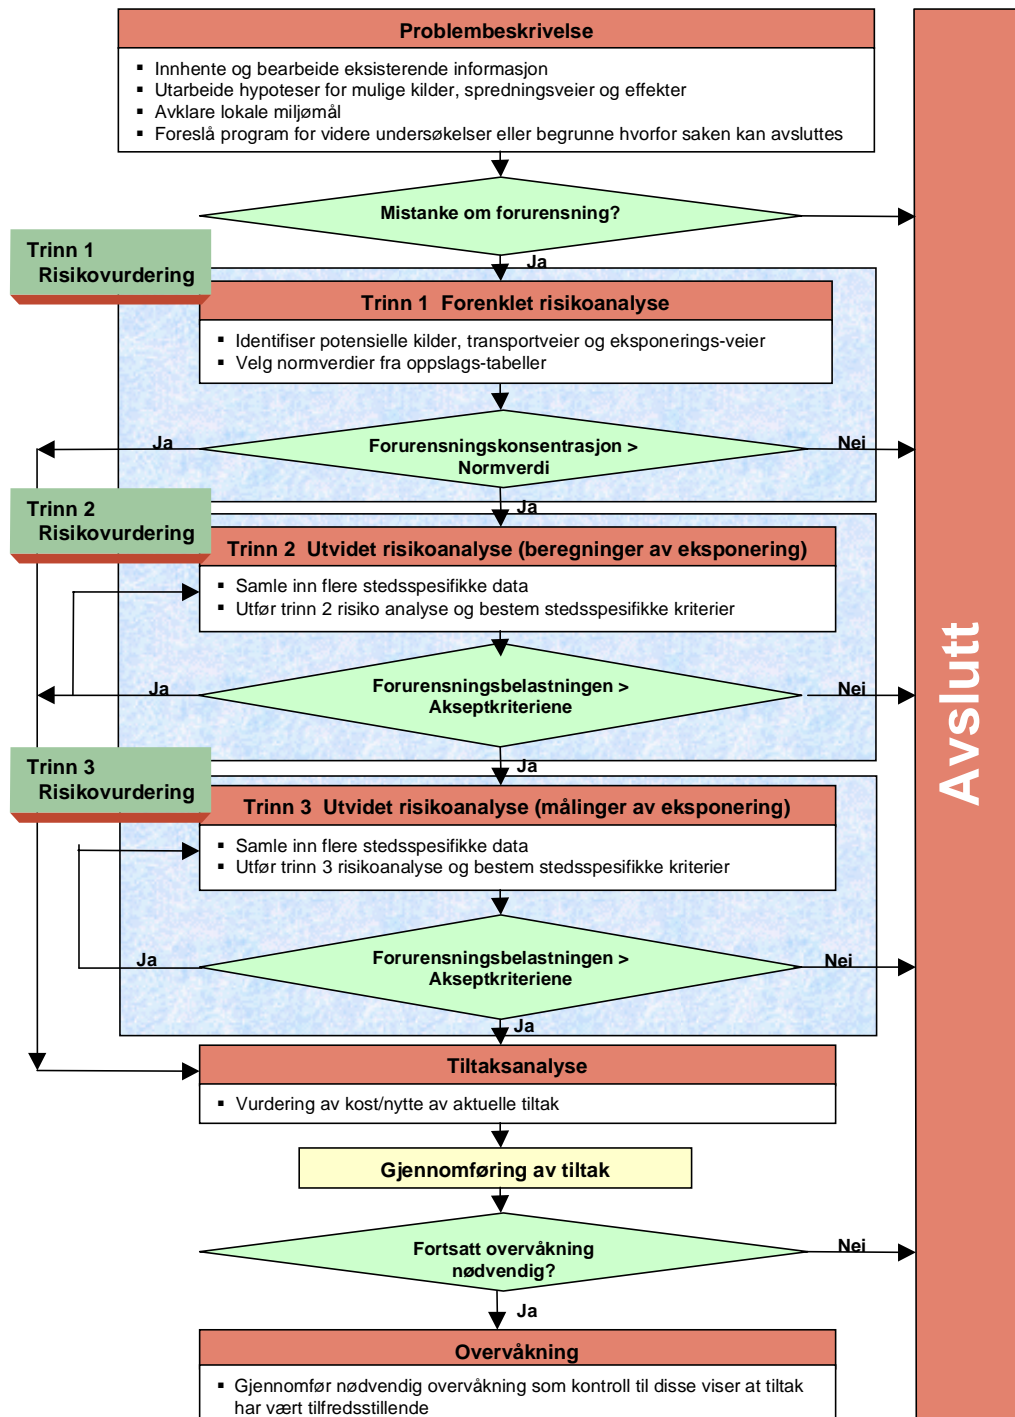 Problembeskrivelse
▪ Innhente og bearbeide eksisterende informasjon
▪ Utarbeide hypoteser for mulige kilder, spredningsveier og effekter
▪ Avklare lokale miljømål
▪ Foreslå program for videre undersøkelser eller begrunne hvorfor saken kan avsluttes
Mistanke om forurensning?
Ja
Trinn 1
Risikovurdering
Trinn 1 Forenklet risikoanalyse
▪ Identifiser potensielle kilder, transportveier og eksponerings-veier
▪ Velg normverdier fra oppslags-tabeller
Ja
Forurensningskonsentrasjon >
Normverdi
Nei
Ja
Trinn 2
Risikovurdering
Trinn 2 Utvidet risikoanalyse (beregninger av eksponering)
▪ Samle inn flere stedsspesifikke data
▪ Utfør trinn 2 risiko analyse og bestem stedsspesifikke kriterier
Ja
Forurensningsbelastningen >
Akseptkriteriene
Nei
Ja
Trinn 3
Risikovurdering
Trinn 3 Utvidet risikoanalyse (målinger av eksponering)
▪ Samle inn flere stedsspesifikke data
▪ Utfør trinn 3 risikoanalyse og bestem stedsspesifikke kriterier
Ja
Forurensningsbelastningen >
Akseptkriteriene
Nei
Ja
Tiltaksanalyse
▪ Vurdering av kost/nytte av aktuelle tiltak
Gjennomføring av tiltak
Fortsatt overvåkning
nødvendig?
Nei
Ja
Overvåkning
▪ Gjennomfør nødvendig overvåkning som kontroll til disse viser at tiltak
har vært tilfredsstillende
Avslutt